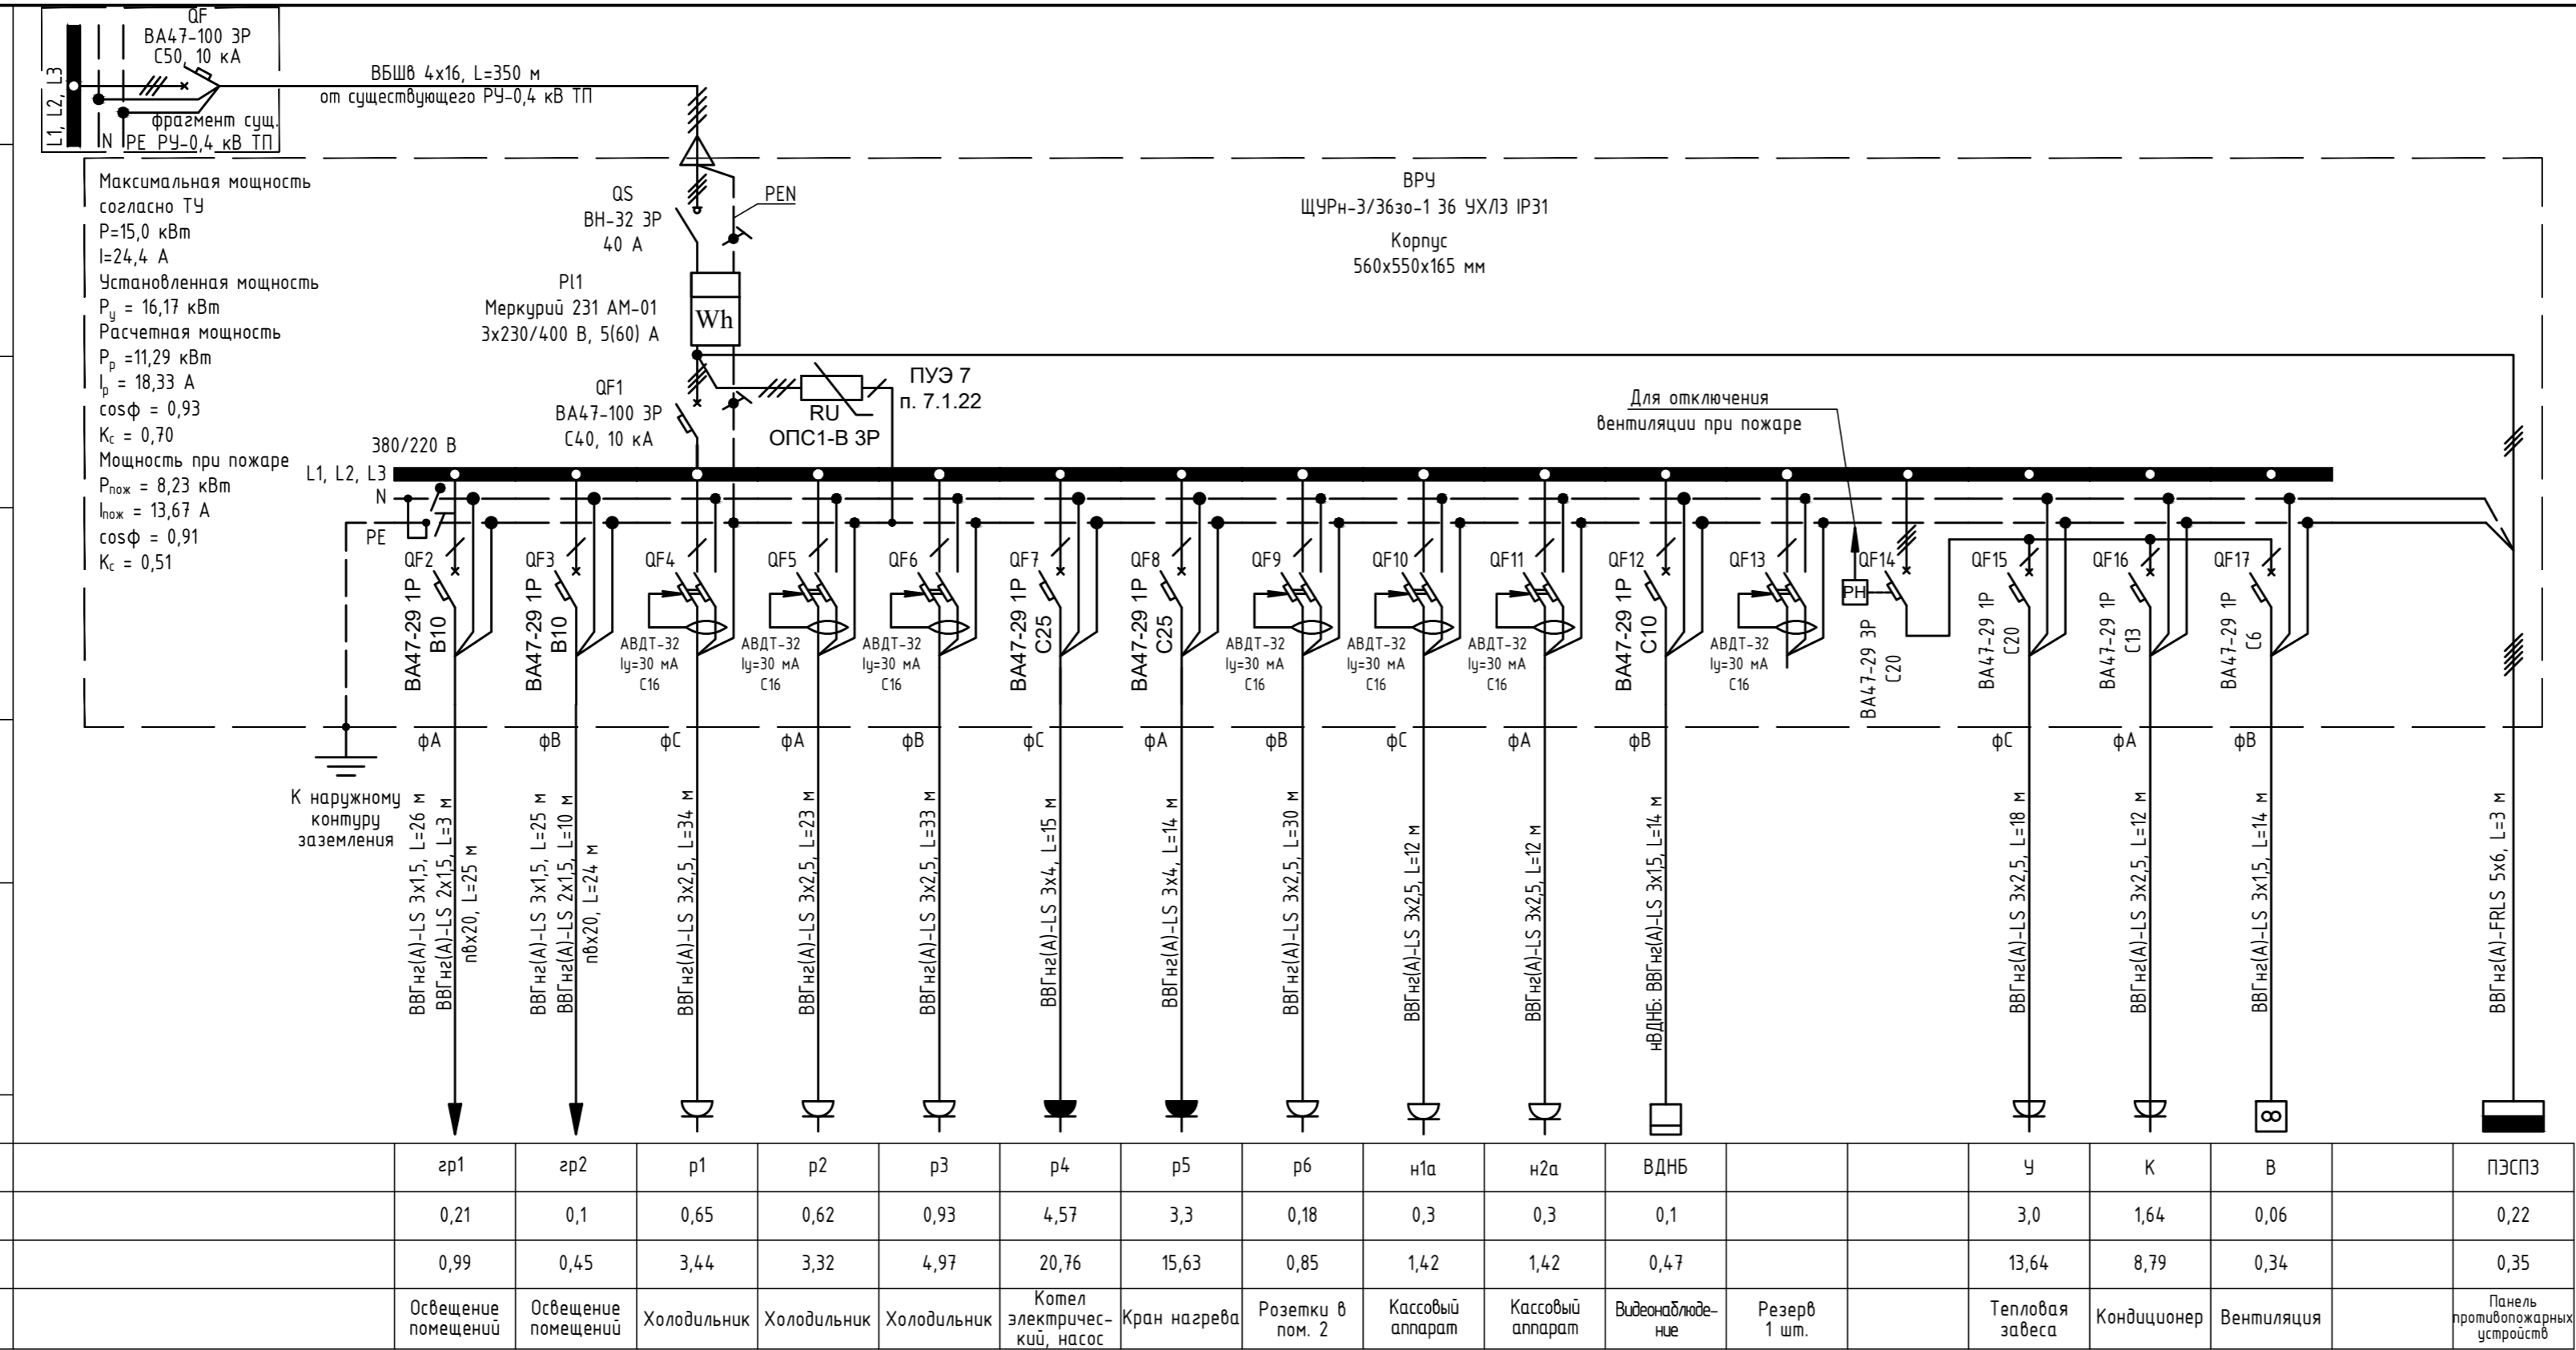 QF
ВА47-100 3Р
С50, 10 кА
L1, L2, L3
ВБШв 4х16, L=350 м
от существующего РУ-0,4 кВ ТП
фрагмент сущ.
N PE РУ-0,4 кВ ТП
Максимальная мощность
согласно ТУ
Р=15,0 кВт
I=24,4 А
Установленная мощность
Ру = 16,17 кВт
Расчетная мощность
Рр =11,29 кВт
Iр = 18,33 А
cosφ = 0,93
Кс = 0,70
Мощность при пожаре
Рпож = 8,23 кВт
Iпож = 13,67 А
cosφ = 0,91
Кс = 0,51
QS
ВН-32 3Р
40 А
PEN
PI1
Меркурий 231 АМ-01
3х230/400 В, 5(60) А
Wh
QF1
ВА47-100 3Р
С40, 10 кА
RU
ОПС1-В 3Р
ПУЭ 7
п. 7.1.22
ВРУ
ЩУРн-3/36зо-1 36 УХЛ3 IP31
Корпус
560х550х165 мм
Для отключения
вентиляции при пожаре
380/220 В
L1, L2, L3
N
PE
QF2
ВА47-29 1Р
В10
QF3
ВА47-29 1Р
В10
QF4
АВДТ-32
Iу=30 мА
С16
QF5
АВДТ-32
Iу=30 мА
С16
QF6
АВДТ-32
Iу=30 мА
С16
QF7
ВА47-29 1Р
С25
QF8
ВА47-29 1Р
С25
QF9
АВДТ-32
Iу=30 мА
С16
QF10
АВДТ-32
Iу=30 мА
С16
QF11
АВДТ-32
Iу=30 мА
С16
QF12
ВА47-29 1Р
С10
QF13
АВДТ-32
Iу=30 мА
С16
РН
QF14
ВА47-29 3Р
С20
QF15
ВА47-29 1Р
С20
QF16
ВА47-29 1Р
С13
QF17
ВА47-29 1Р
С6
фА фВ фС фА фВ фС фА фВ фС фА фВ фС фА фВ
К наружному
контуру
заземления
ВВГнг(А)-LS 3х1,5, L=26 м
ВВГнг(А)-LS 2х1,5, L=3 м
пвх20, L=25 м
ВВГнг(А)-LS 3х1,5, L=25 м
ВВГнг(А)-LS 2х1,5, L=10 м
пвх20, L=24 м
ВВГнг(А)-LS 3х2,5, L=34 м
ВВГнг(А)-LS 3х2,5, L=23 м
ВВГнг(А)-LS 3х2,5, L=33 м
ВВГнг(А)-LS 3х4, L=15 м
ВВГнг(А)-LS 3х4, L=14 м
ВВГнг(А)-LS 3х2,5, L=30 м
ВВГнг(А)-LS 3х2,5, L=12 м
ВВГнг(А)-LS 3х2,5, L=12 м
нВДНБ: ВВГнг(А)-LS 3х1,5, L=14 м
ВВГнг(А)-LS 3х2,5, L=18 м
ВВГнг(А)-LS 3х2,5, L=12 м
ВВГнг(А)-LS 3х1,5, L=14 м
ВВГнг(А)-FRLS 5х6, L=3 м
гр1 гр2 р1 р2 р3 р4 р5 р6 н1а н2а ВДНБ У К В ПЭСПЗ
0,21 0,1 0,65 0,62 0,93 4,57 3,3 0,18 0,3 0,3 0,1 3,0 1,64 0,06 0,22
0,99 0,45 3,44 3,32 4,97 20,76 15,63 0,85 1,42 1,42 0,47 13,64 8,79 0,34 0,35
Освещение
помещений
Освещение
помещений
Холодильник
Холодильник
Холодильник
Котел
электричес-
кий, насос
Кран нагрева
Розетки в
пом. 2
Кассовый
аппарат
Кассовый
аппарат
Видеонаблюде-
ние
Резерв
1 шт.
Тепловая
завеса
Кондиционер
Вентиляция
Панель
противопожарных
устройств